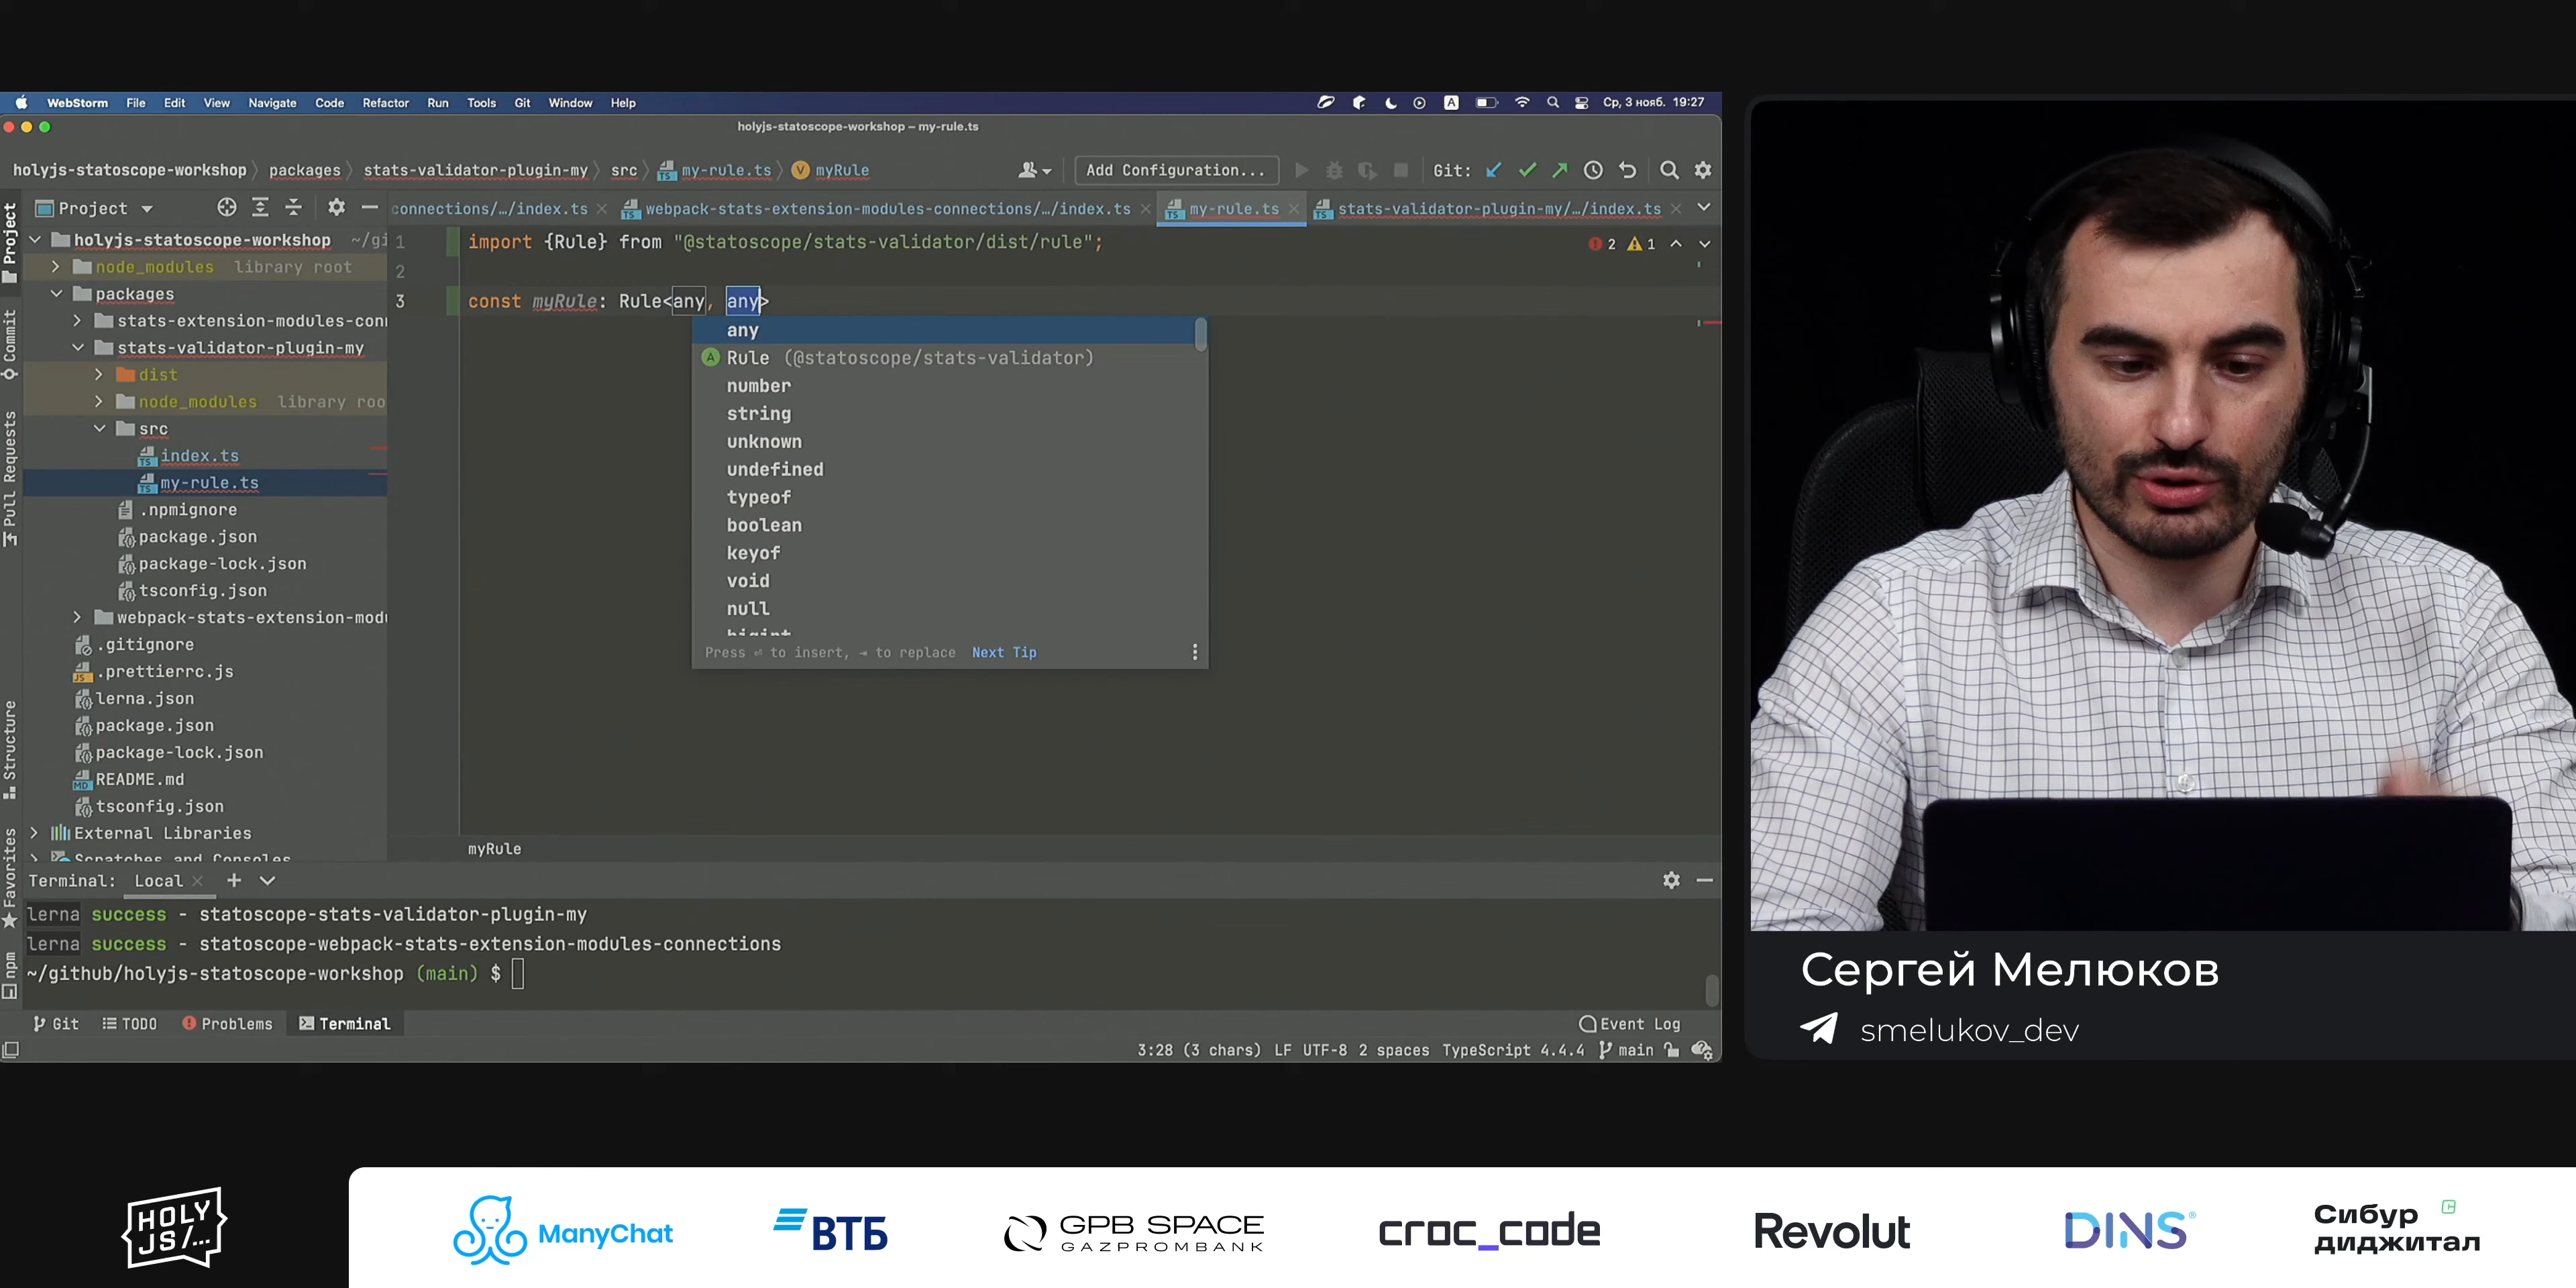 WebStorm File Edit View Navigate Code Refactor Run Tools Git Window Help
A Ср, 3 нояб. 19:27
holyjs-statoscope-workshop – my-rule.ts
holyjs-statoscope-workshop packages stats-validator-plugin-my src my-rule.ts myRule
Add Configuration... Git:
Project
connections/…/index.ts
webpack-stats-extension-modules-connections/…/index.ts
my-rule.ts
stats-validator-plugin-my/…/index.ts
Project
Commit
Pull Requests
Structure
Favorites
npm
holyjs-statoscope-workshop ~/gi
node_modules library root
packages
stats-extension-modules-con
stats-validator-plugin-my
dist
node_modules library roo
src
index.ts
my-rule.ts
.npmignore
package.json
package-lock.json
tsconfig.json
webpack-stats-extension-mod
.gitignore
.prettierrc.js
lerna.json
package.json
package-lock.json
README.md
tsconfig.json
External Libraries
Scratches and Consoles
1 import {Rule} from "@statoscope/stats-validator/dist/rule";
2
3 const myRule: Rule<any, any>
2 1
any
Rule (@statoscope/stats-validator)
number
string
unknown
undefined
typeof
boolean
keyof
void
null
bigint
Press ⏎ to insert, ⇥ to replace Next Tip
myRule
Terminal: Local
lerna success - statoscope-stats-validator-plugin-my
lerna success - statoscope-webpack-stats-extension-modules-connections
~/github/holyjs-statoscope-workshop (main) $
Git TODO Problems Terminal
Event Log
3:28 (3 chars) LF UTF-8 2 spaces TypeScript 4.4.4 main
Сергей Мелюков
smelukov_dev
HOLY
JS/...
ManyChat
ВТБ
GPB SPACE
GAZPROMBANK
croc_code
Revolut
DINS®
Сибур
диджитал